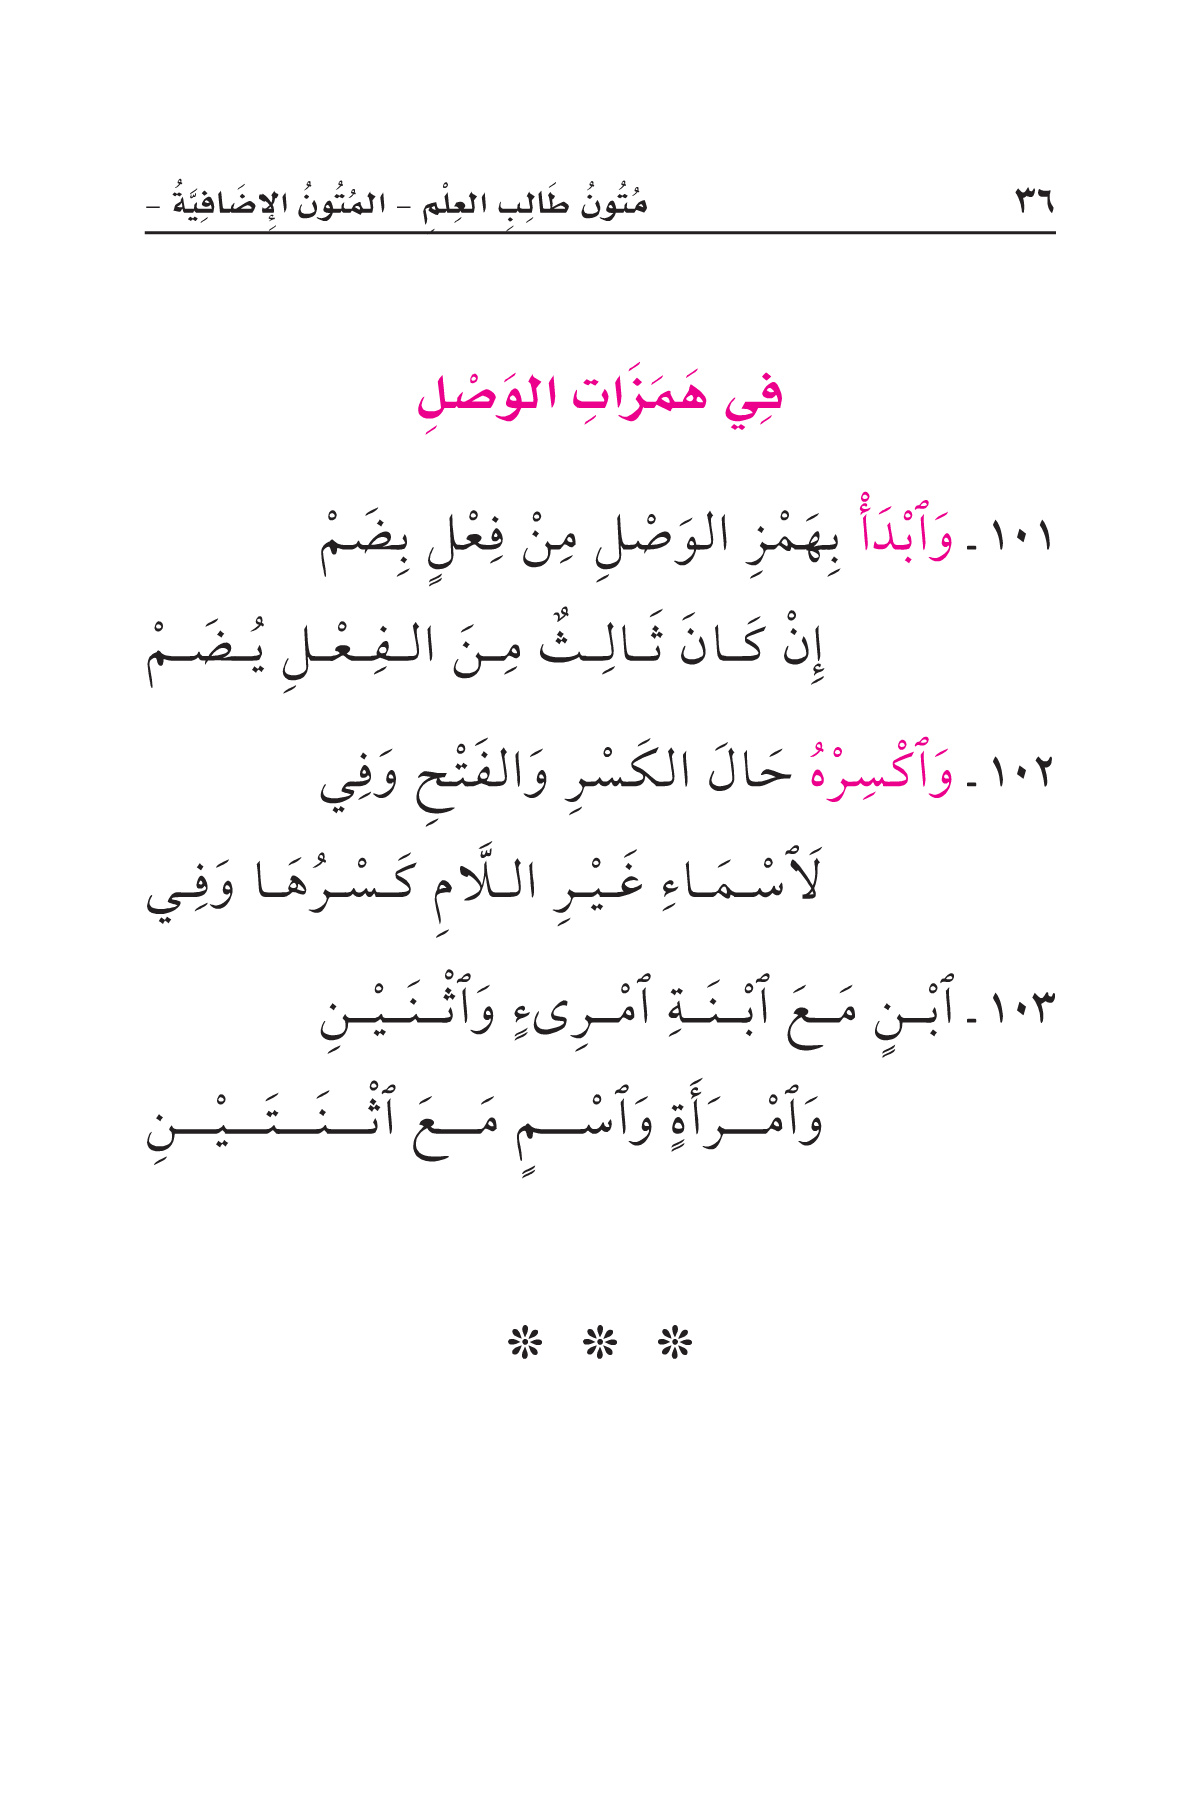 ٣٦ مُتُونُ طَالِبِ العِلْمِ – المُتُونُ الإِضَافِيَّةُ –
فِي هَمَزَاتِ الوَصْلِ
١٠١ ـ وَٱبْدَأْ بِهَمْزِ الوَصْلِ مِنْ فِعْلٍ بِضَمْ
إِنْ كَانَ ثَالِثٌ مِنَ الفِعْلِ يُضَمْ
١٠٢ ـ وَٱكْسِرْهُ حَالَ الكَسْرِ وَالفَتْحِ وَفِي
لَٱسْمَاءِ غَيْرِ اللَّامِ كَسْرُهَا وَفِي
١٠٣ ـ ٱبْنٍ مَعَ ٱبْنَةِ ٱمْرِىءٍ وَٱثْنَيْنِ
وَٱمْرَأَةٍ وَٱسْمٍ مَعَ ٱثْنَتَيْنِ